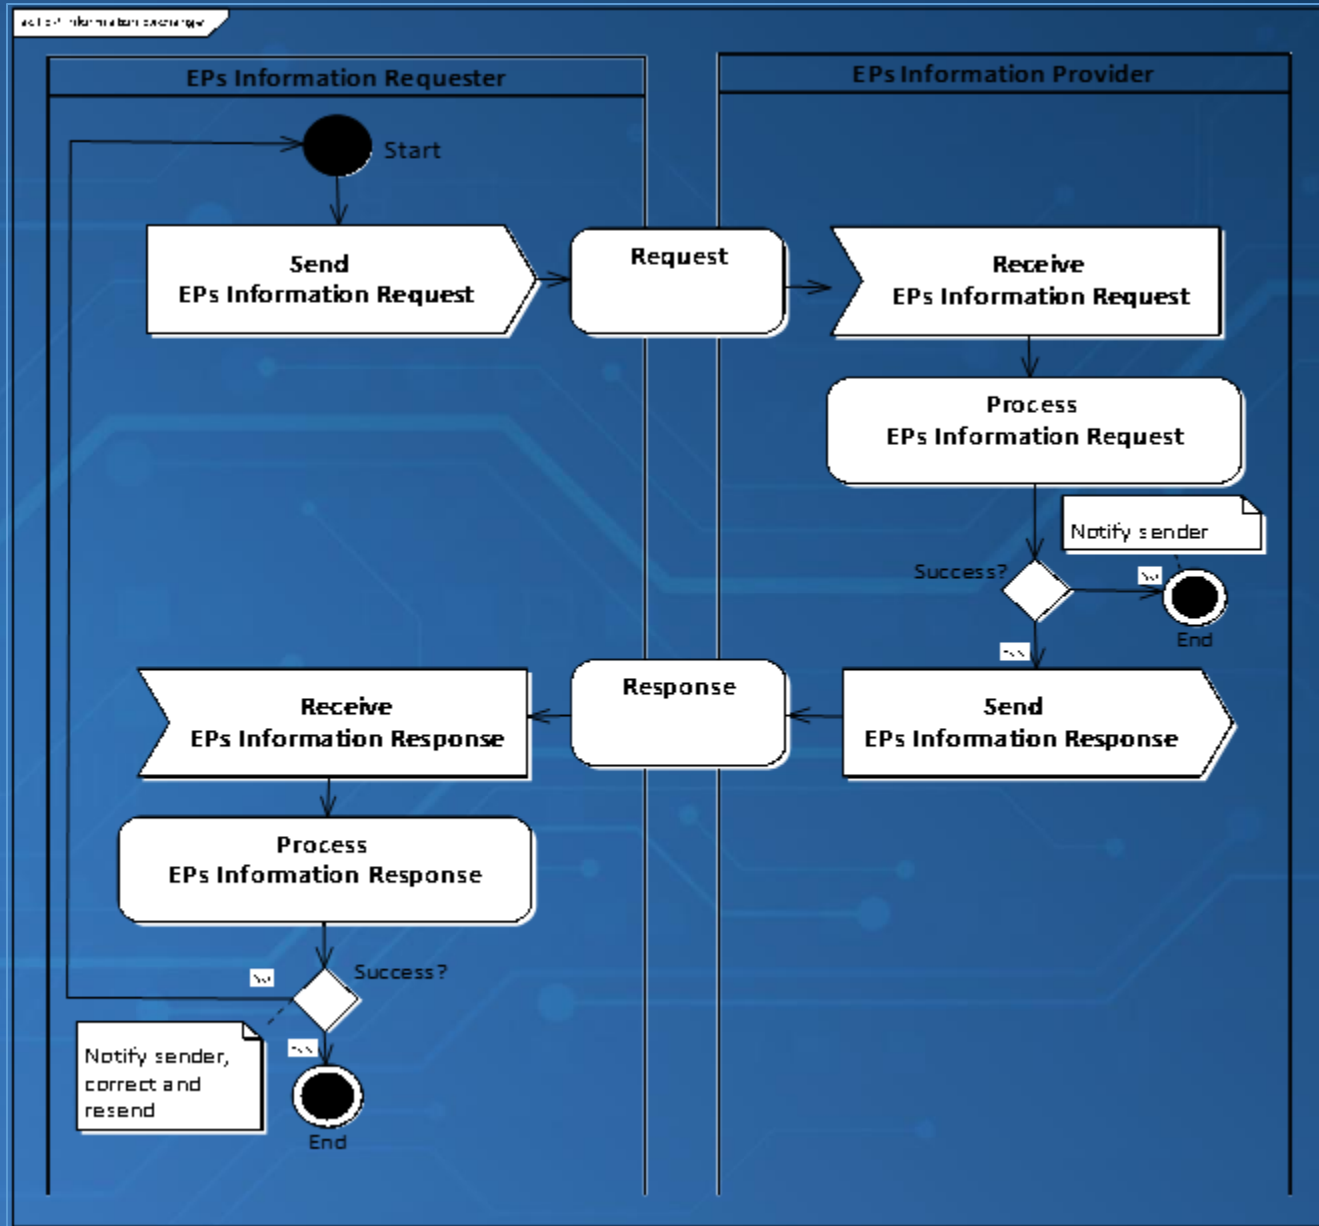 EPs Information Requester
EPs Information Provider
Start
Send
EPs Information Request
Request
Receive
EPs Information Request
Process
EPs Information Request
Notify sender
Success?
End
Receive
EPs Information Response
Response
Send
EPs Information Response
Process
EPs Information Response
Success?
Notify sender,
correct and
resend
End